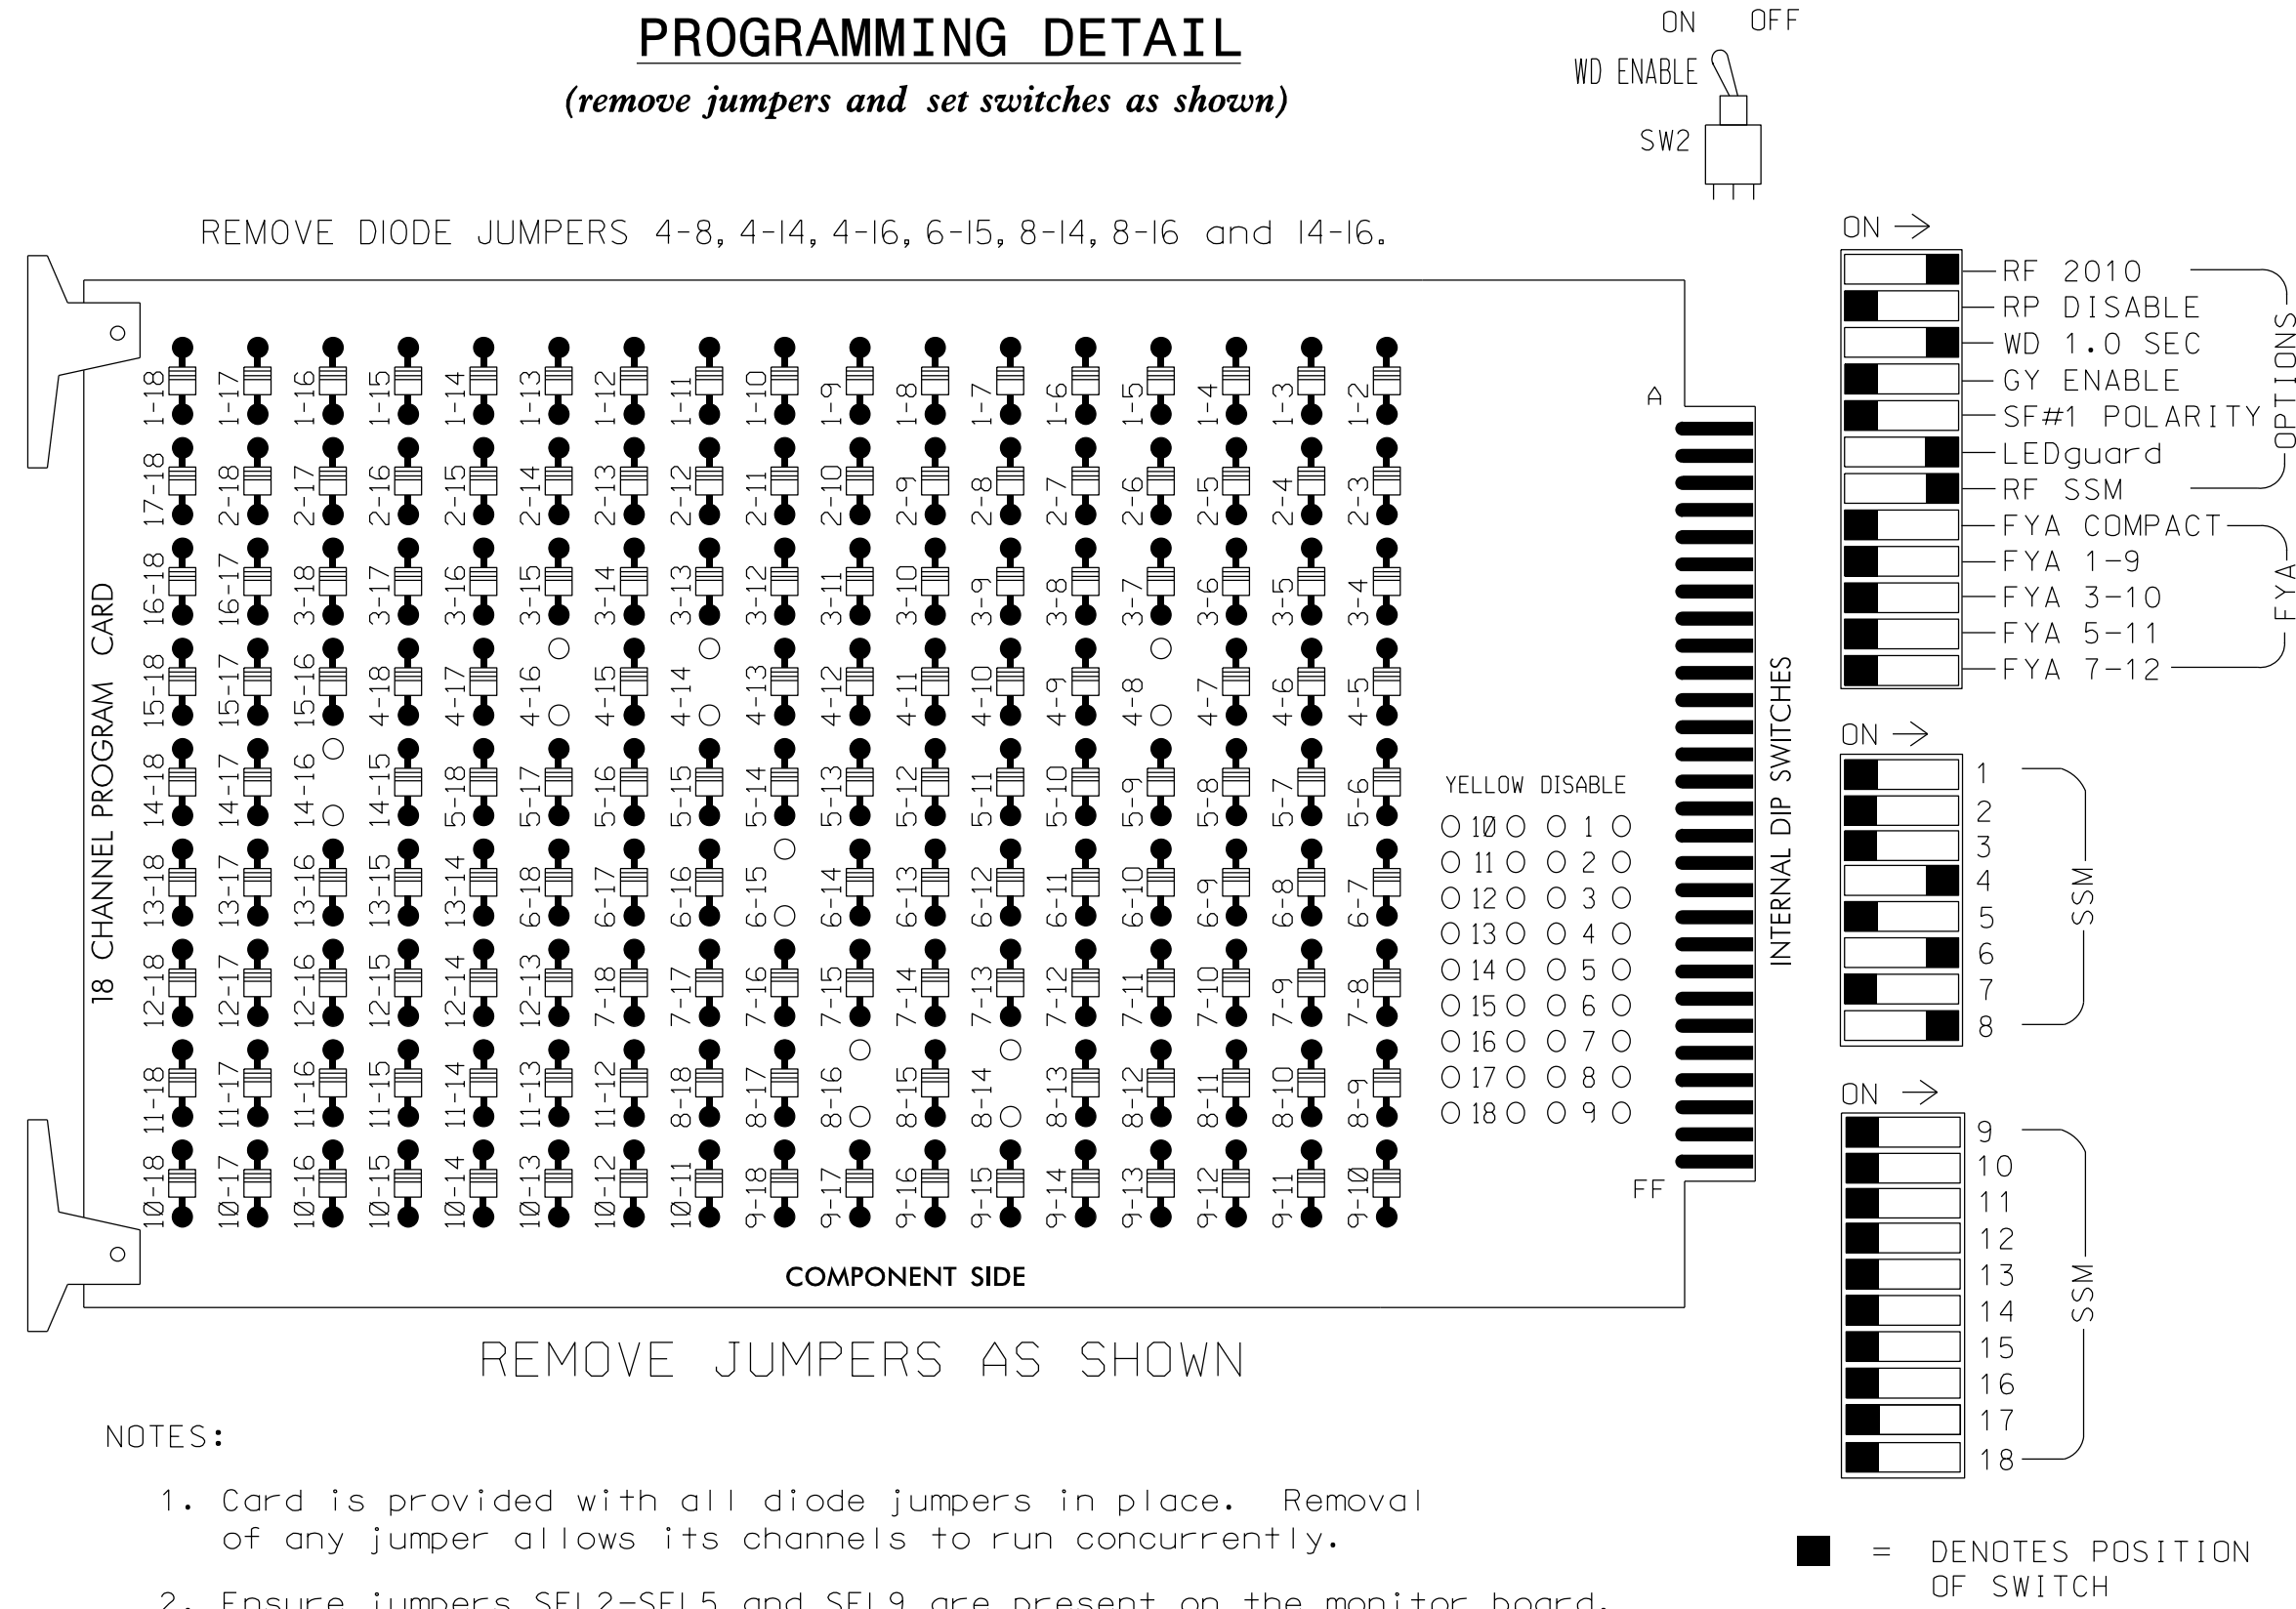 PROGRAMMING DETAIL
(remove jumpers and set switches as shown)
ON OFF
WD ENABLE
SW2
REMOVE DIODE JUMPERS 4-8, 4-14, 4-16, 6-15, 8-14, 8-16 and 14-16.
18 CHANNEL PROGRAM CARD
1-18 1-17 1-16 1-15 1-14 1-13 1-12 1-11 1-10 1-9 1-8 1-7 1-6 1-5 1-4 1-3 1-2
17-18 2-18 2-17 2-16 2-15 2-14 2-13 2-12 2-11 2-10 2-9 2-8 2-7 2-6 2-5 2-4 2-3
16-18 16-17 3-18 3-17 3-16 3-15 3-14 3-13 3-12 3-11 3-10 3-9 3-8 3-7 3-6 3-5 3-4
15-18 15-17 15-16 4-18 4-17 4-16 4-15 4-14 4-13 4-12 4-11 4-10 4-9 4-8 4-7 4-6 4-5
14-18 14-17 14-16 14-15 5-18 5-17 5-16 5-15 5-14 5-13 5-12 5-11 5-10 5-9 5-8 5-7 5-6
13-18 13-17 13-16 13-15 13-14 6-18 6-17 6-16 6-15 6-14 6-13 6-12 6-11 6-10 6-9 6-8 6-7
12-18 12-17 12-16 12-15 12-14 12-13 7-18 7-17 7-16 7-15 7-14 7-13 7-12 7-11 7-10 7-9 7-8
11-18 11-17 11-16 11-15 11-14 11-13 11-12 8-18 8-17 8-16 8-15 8-14 8-13 8-12 8-11 8-10 8-9
10-18 10-17 10-16 10-15 10-14 10-13 10-12 10-11 9-18 9-17 9-16 9-15 9-14 9-13 9-12 9-11 9-10
A
YELLOW DISABLE
10 1
11 2
12 3
13 4
14 5
15 6
16 7
17 8
18 9
FF
COMPONENT SIDE
INTERNAL DIP SWITCHES
ON
RF 2010
RP DISABLE
WD 1.0 SEC
GY ENABLE
SF#1 POLARITY
LEDguard
RF SSM
OPTIONS
FYA COMPACT
FYA 1-9
FYA 3-10
FYA 5-11
FYA 7-12
FYA
ON
1
2
3
4
5
6
7
8
SSM
ON
9
10
11
12
13
14
15
16
17
18
SSM
REMOVE JUMPERS AS SHOWN
NOTES:
1. Card is provided with all diode jumpers in place. Removal
of any jumper allows its channels to run concurrently.
2. Ensure jumpers SEL2-SEL5 and SEL9 are present on the monitor board.
= DENOTES POSITION
OF SWITCH